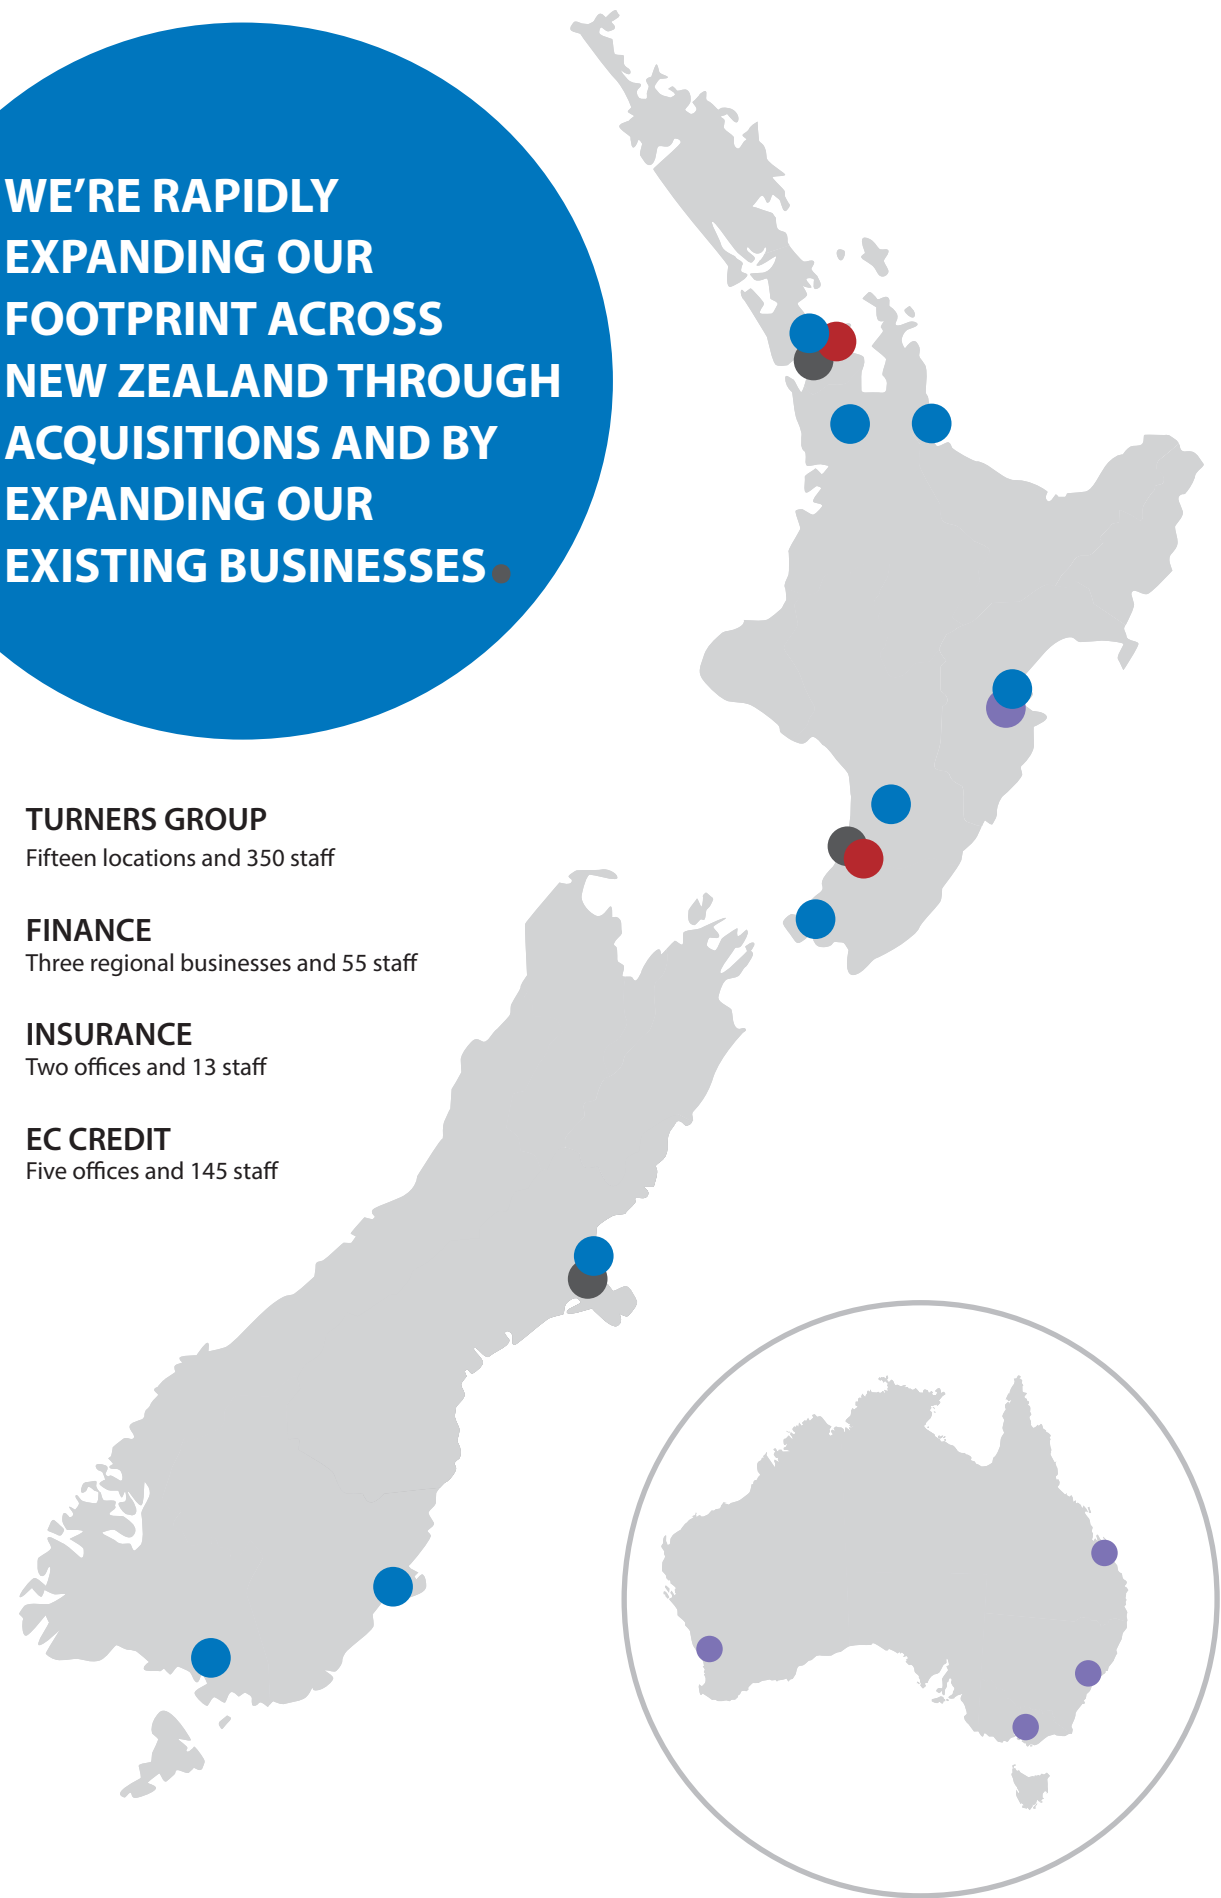 WE’RE RAPIDLY
EXPANDING OUR
FOOTPRINT ACROSS
NEW ZEALAND THROUGH
ACQUISITIONS AND BY
EXPANDING OUR
EXISTING BUSINESSES.
TURNERS GROUP
Fifteen locations and 350 staff
FINANCE
Three regional businesses and 55 staff
INSURANCE
Two offices and 13 staff
EC CREDIT
Five offices and 145 staff